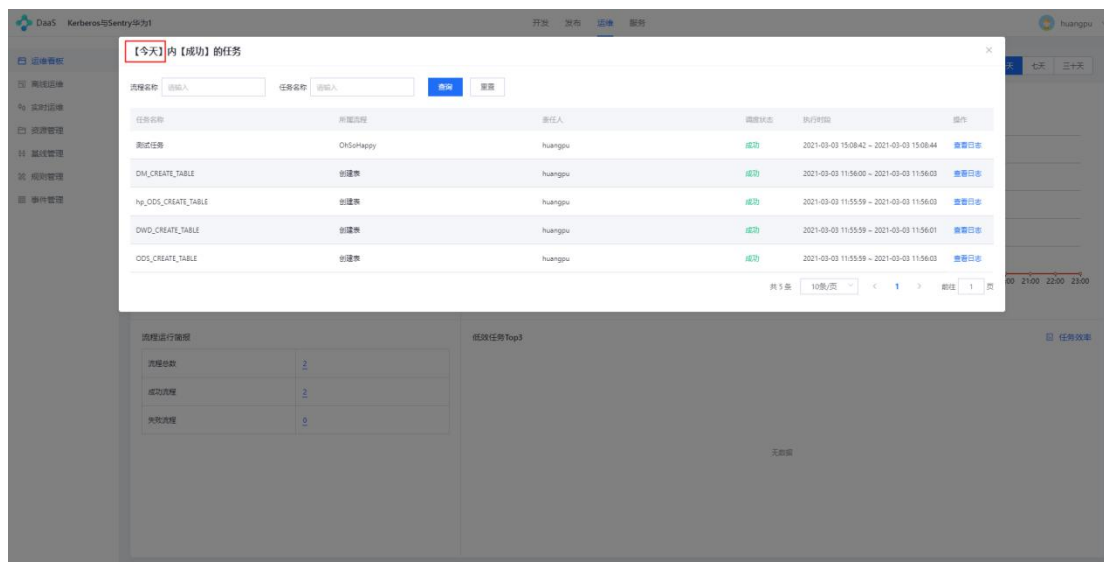 DaaS Kerberos与Sentry华为1 开发 发布 运维 服务 huangpu
运维看板
离线运维
实时运维
资源管理
基线管理
规则管理
事件管理
【今天】内【成功】的任务
天 七天 三十天
流程名称 请输入 任务名称 请输入 查询 重置
任务名称 所属流程 责任人 调度状态 执行时段 操作
测试任务 OhSoHappy huangpu 成功 2021-03-03 15:08:42 ~ 2021-03-03 15:08:44 查看日志
DM_CREATE_TABLE 创建表 huangpu 成功 2021-03-03 11:56:00 ~ 2021-03-03 11:56:03 查看日志
hp_ODS_CREATE_TABLE 创建表 huangpu 成功 2021-03-03 11:55:59 ~ 2021-03-03 11:56:03 查看日志
DWD_CREATE_TABLE 创建表 huangpu 成功 2021-03-03 11:55:59 ~ 2021-03-03 11:56:01 查看日志
ODS_CREATE_TABLE 创建表 huangpu 成功 2021-03-03 11:55:59 ~ 2021-03-03 11:56:03 查看日志
:00 21:00 22:00 23:00
共 5 条 10条/页 < 1 > 前往 1 页
流程运行简报 低效任务Top3 任务效率
流程总数 2
成功流程 2
失败流程 0
无数据